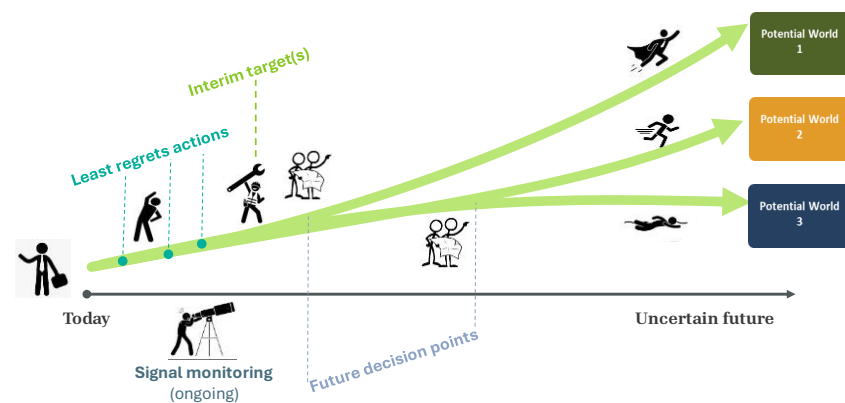 Potential World
1
Interim target(s)
Least regrets actions
Potential World
2
Potential World
3
Today
Uncertain future
Signal monitoring
(ongoing)
Future decision points